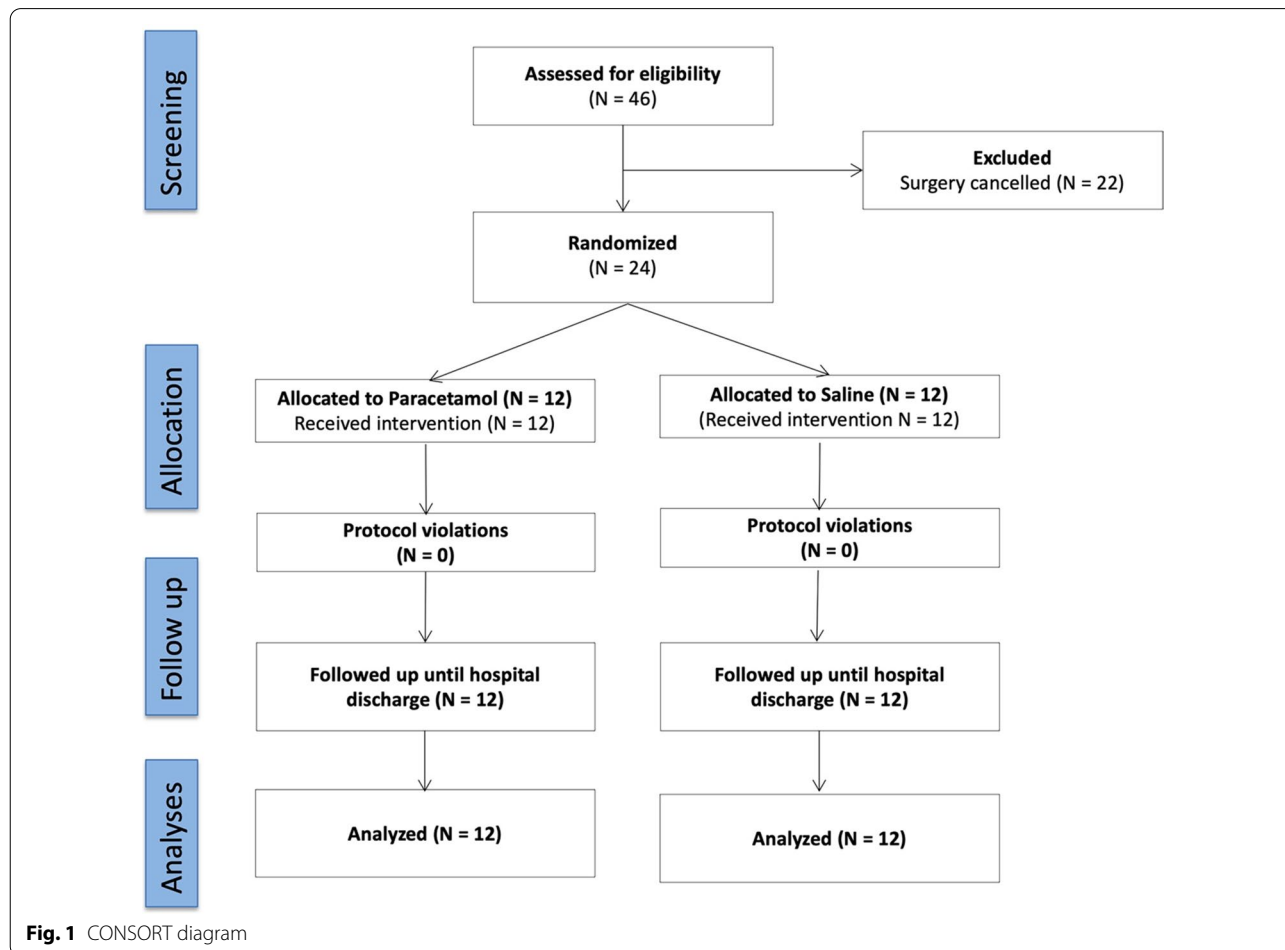 Screening
Assessed for eligibility
(N = 46)
Excluded
Surgery cancelled (N = 22)
Randomized
(N = 24)
Allocation
Allocated to Paracetamol (N = 12)
Received intervention (N = 12)
Allocated to Saline (N = 12)
(Received intervention N = 12)
Protocol violations
(N = 0)
Protocol violations
(N = 0)
Follow up
Followed up until hospital
discharge (N = 12)
Followed up until hospital
discharge (N = 12)
Analyses
Analyzed (N = 12)
Analyzed (N = 12)
Fig. 1 CONSORT diagram